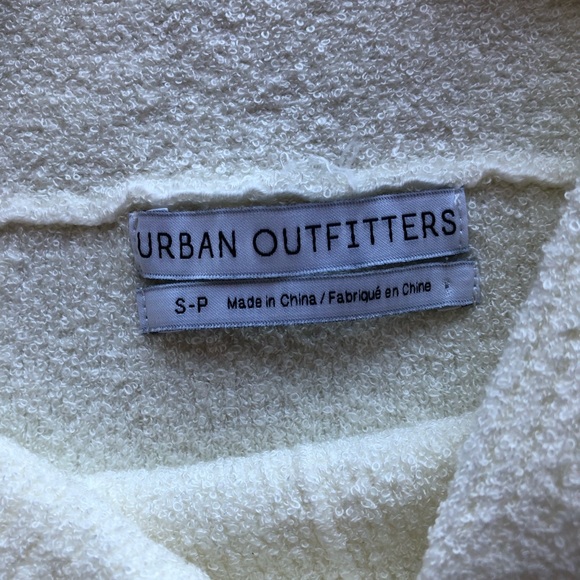 URBAN OUTFITTERS
S-P Made in China / Fabriqué en Chine